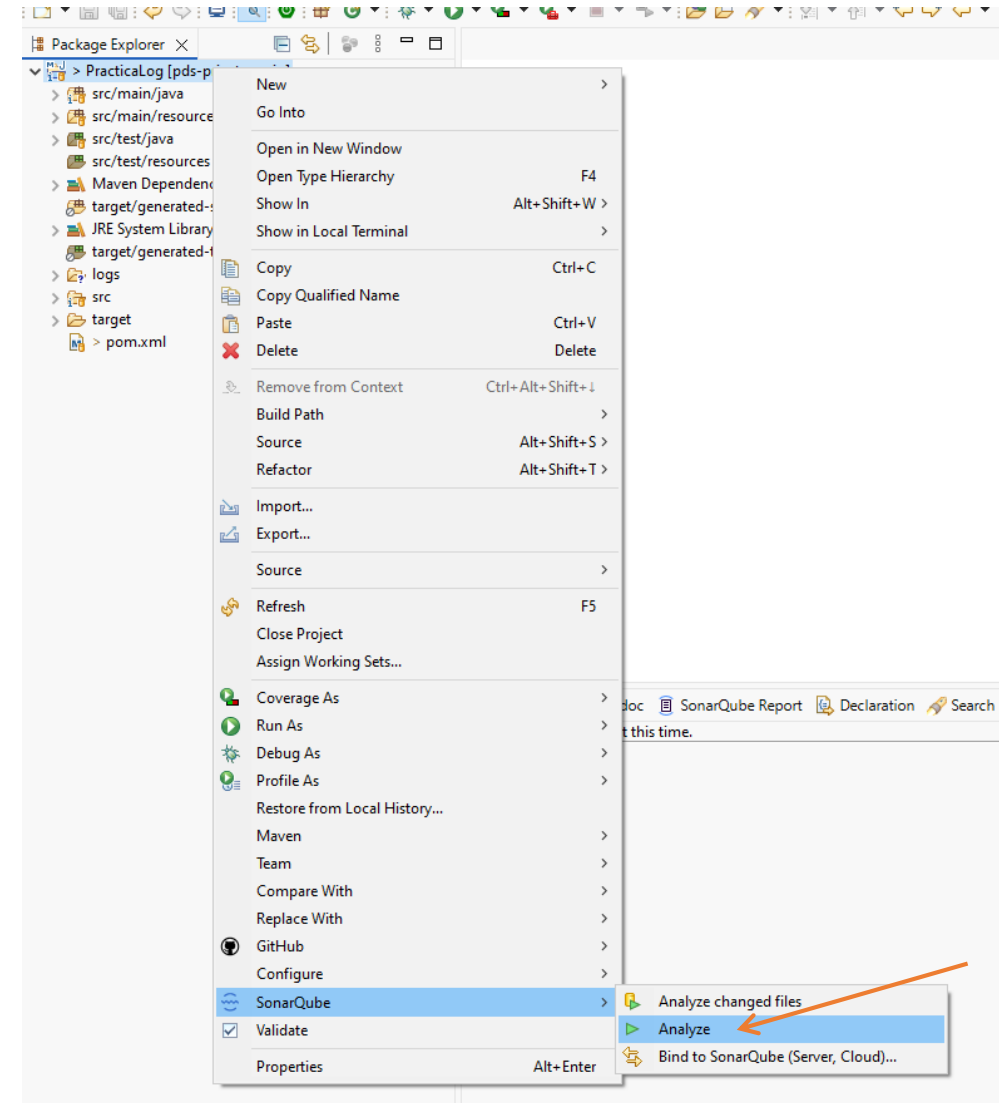 Package Explorer
> PracticaLog [pds-p
src/main/java
src/main/resource
src/test/java
src/test/resources
Maven Dependenc
target/generated-s
JRE System Library
target/generated-t
logs
src
target
> pom.xml
New
Go Into
Open in New Window
Open Type Hierarchy F4
Show In Alt+Shift+W >
Show in Local Terminal
Copy Ctrl+C
Copy Qualified Name
Paste Ctrl+V
Delete Delete
Remove from Context Ctrl+Alt+Shift+↓
Build Path
Source Alt+Shift+S >
Refactor Alt+Shift+T >
Import...
Export...
Source
Refresh F5
Close Project
Assign Working Sets...
Coverage As
Run As
Debug As
Profile As
Restore from Local History...
Maven
Team
Compare With
Replace With
GitHub
Configure
SonarQube
Validate
Properties Alt+Enter
Analyze changed files
Analyze
Bind to SonarQube (Server, Cloud)...
doc SonarQube Report Declaration Search
t this time.